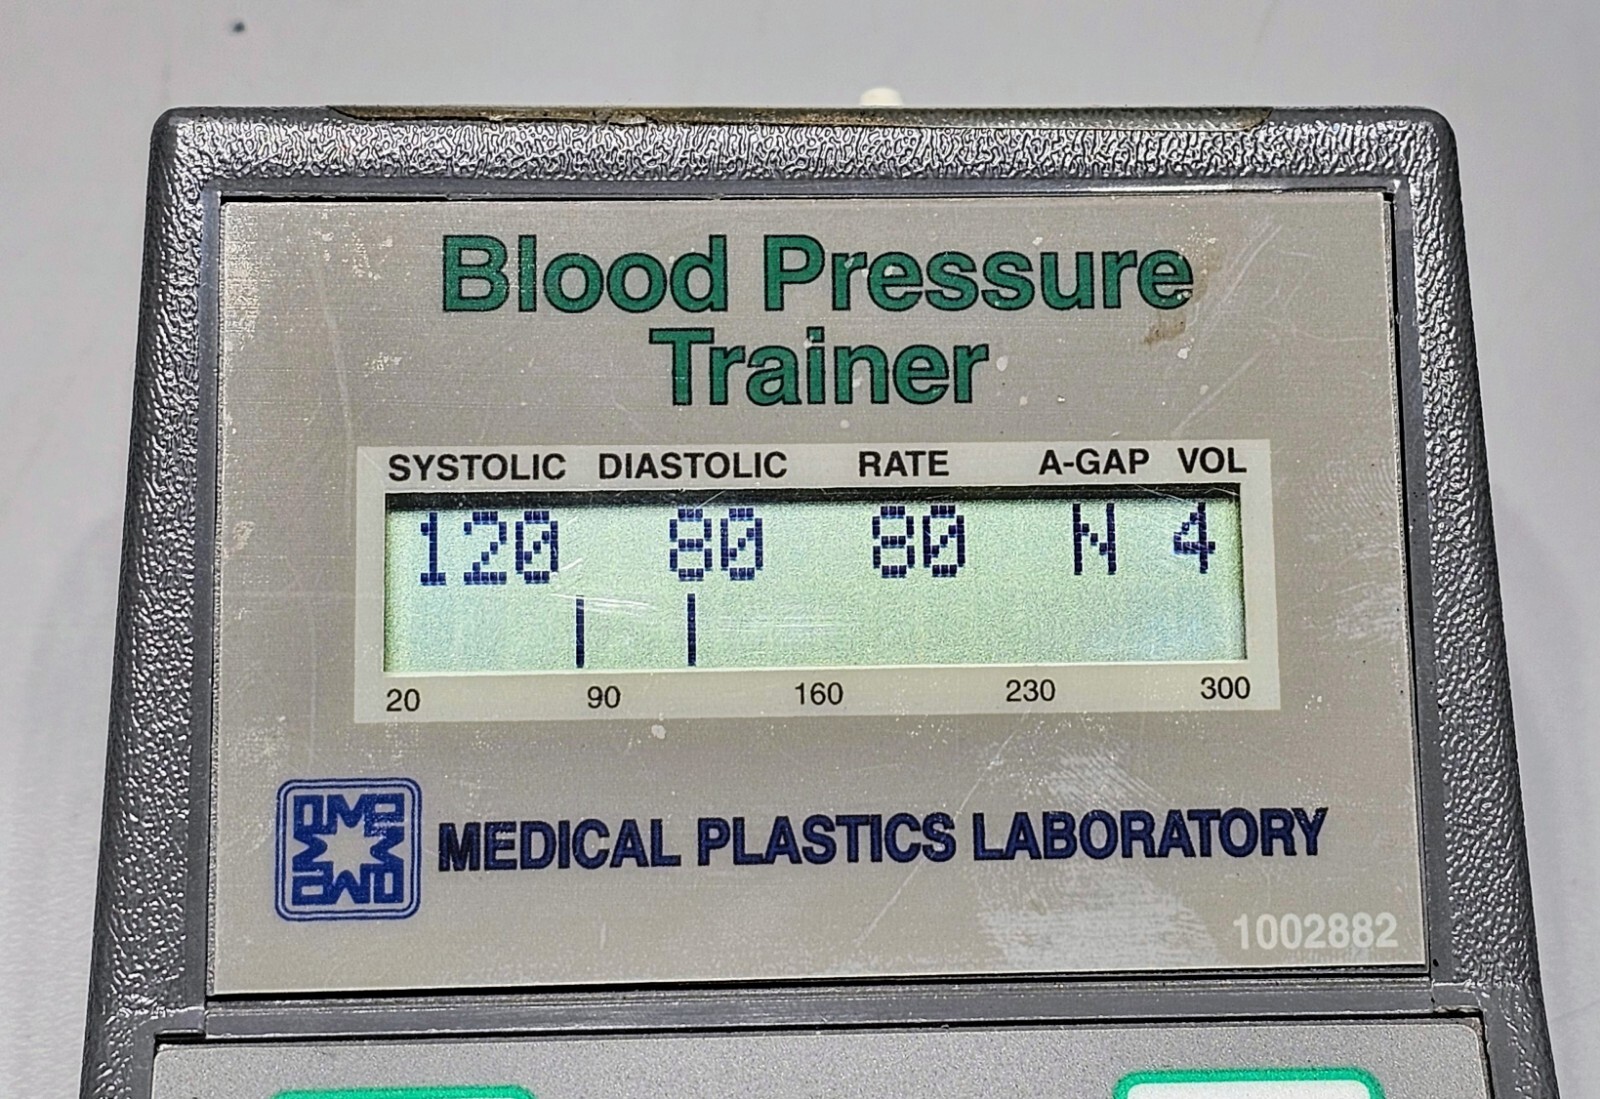 Blood Pressure
Trainer
SYSTOLIC DIASTOLIC RATE A-GAP VOL
120 80 80 N 4
20 90 160 230 300
MEDICAL PLASTICS LABORATORY
1002882